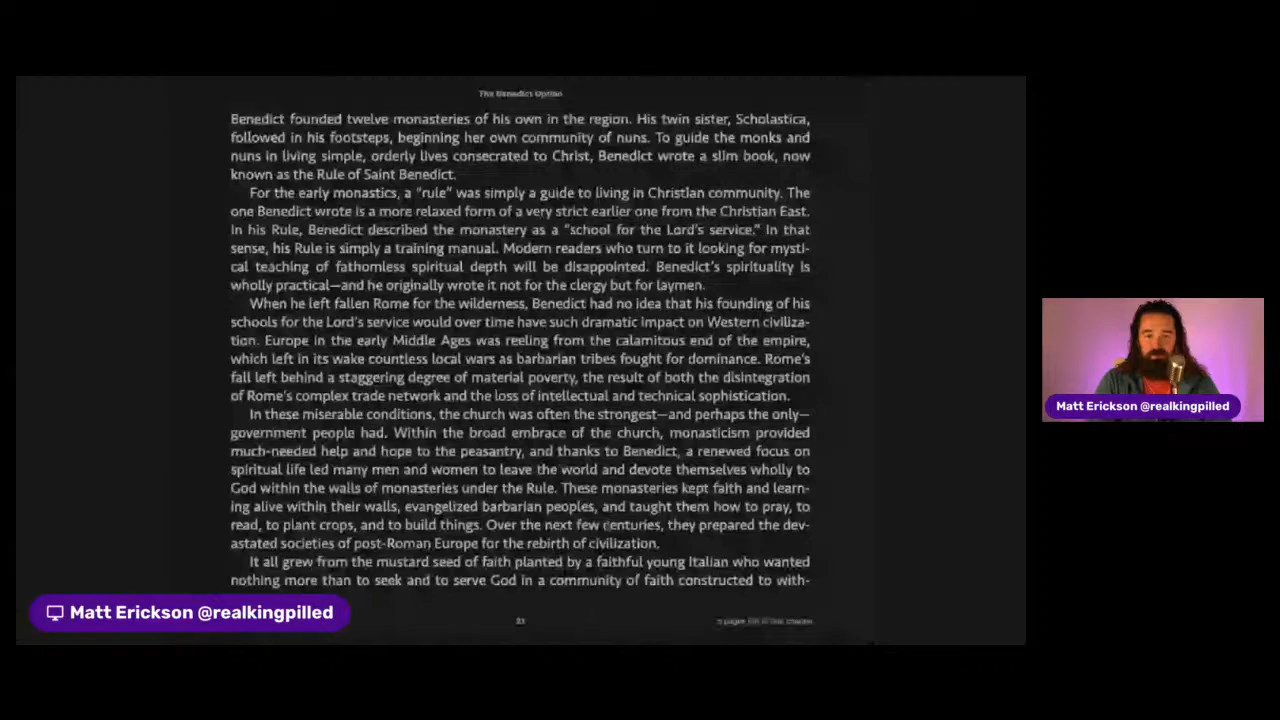 The Benedict Option
Benedict founded twelve monasteries of his own in the region. His twin sister, Scholastica,
followed in his footsteps, beginning her own community of nuns. To guide the monks and
nuns in living simple, orderly lives consecrated to Christ, Benedict wrote a slim book, now
known as the Rule of Saint Benedict.
For the early monastics, a “rule” was simply a guide to living in Christian community. The
one Benedict wrote is a more relaxed form of a very strict earlier one from the Christian East.
In his Rule, Benedict described the monastery as a “school for the Lord’s service.” In that
sense, his Rule is simply a training manual. Modern readers who turn to it looking for mysti-
cal teaching of fathomless spiritual depth will be disappointed. Benedict’s spirituality is
wholly practical—and he originally wrote it not for the clergy but for laymen.
When he left fallen Rome for the wilderness, Benedict had no idea that his founding of his
schools for the Lord’s service would over time have such dramatic impact on Western civiliza-
tion. Europe in the early Middle Ages was reeling from the calamitous end of the empire,
which left in its wake countless local wars as barbarian tribes fought for dominance. Rome’s
fall left behind a staggering degree of material poverty, the result of both the disintegration
of Rome’s complex trade network and the loss of intellectual and technical sophistication.
In these miserable conditions, the church was often the strongest—and perhaps the only—
government people had. Within the broad embrace of the church, monasticism provided
much-needed help and hope to the peasantry, and thanks to Benedict, a renewed focus on
spiritual life led many men and women to leave the world and devote themselves wholly to
God within the walls of monasteries under the Rule. These monasteries kept faith and learn-
ing alive within their walls, evangelized barbarian peoples, and taught them how to pray, to
read, to plant crops, and to build things. Over the next few centuries, they prepared the dev-
astated societies of post-Roman Europe for the rebirth of civilization.
It all grew from the mustard seed of faith planted by a faithful young Italian who wanted
nothing more than to seek and to serve God in a community of faith constructed to with-
Matt Erickson @realkingpilled
Matt Erickson @realkingpilled